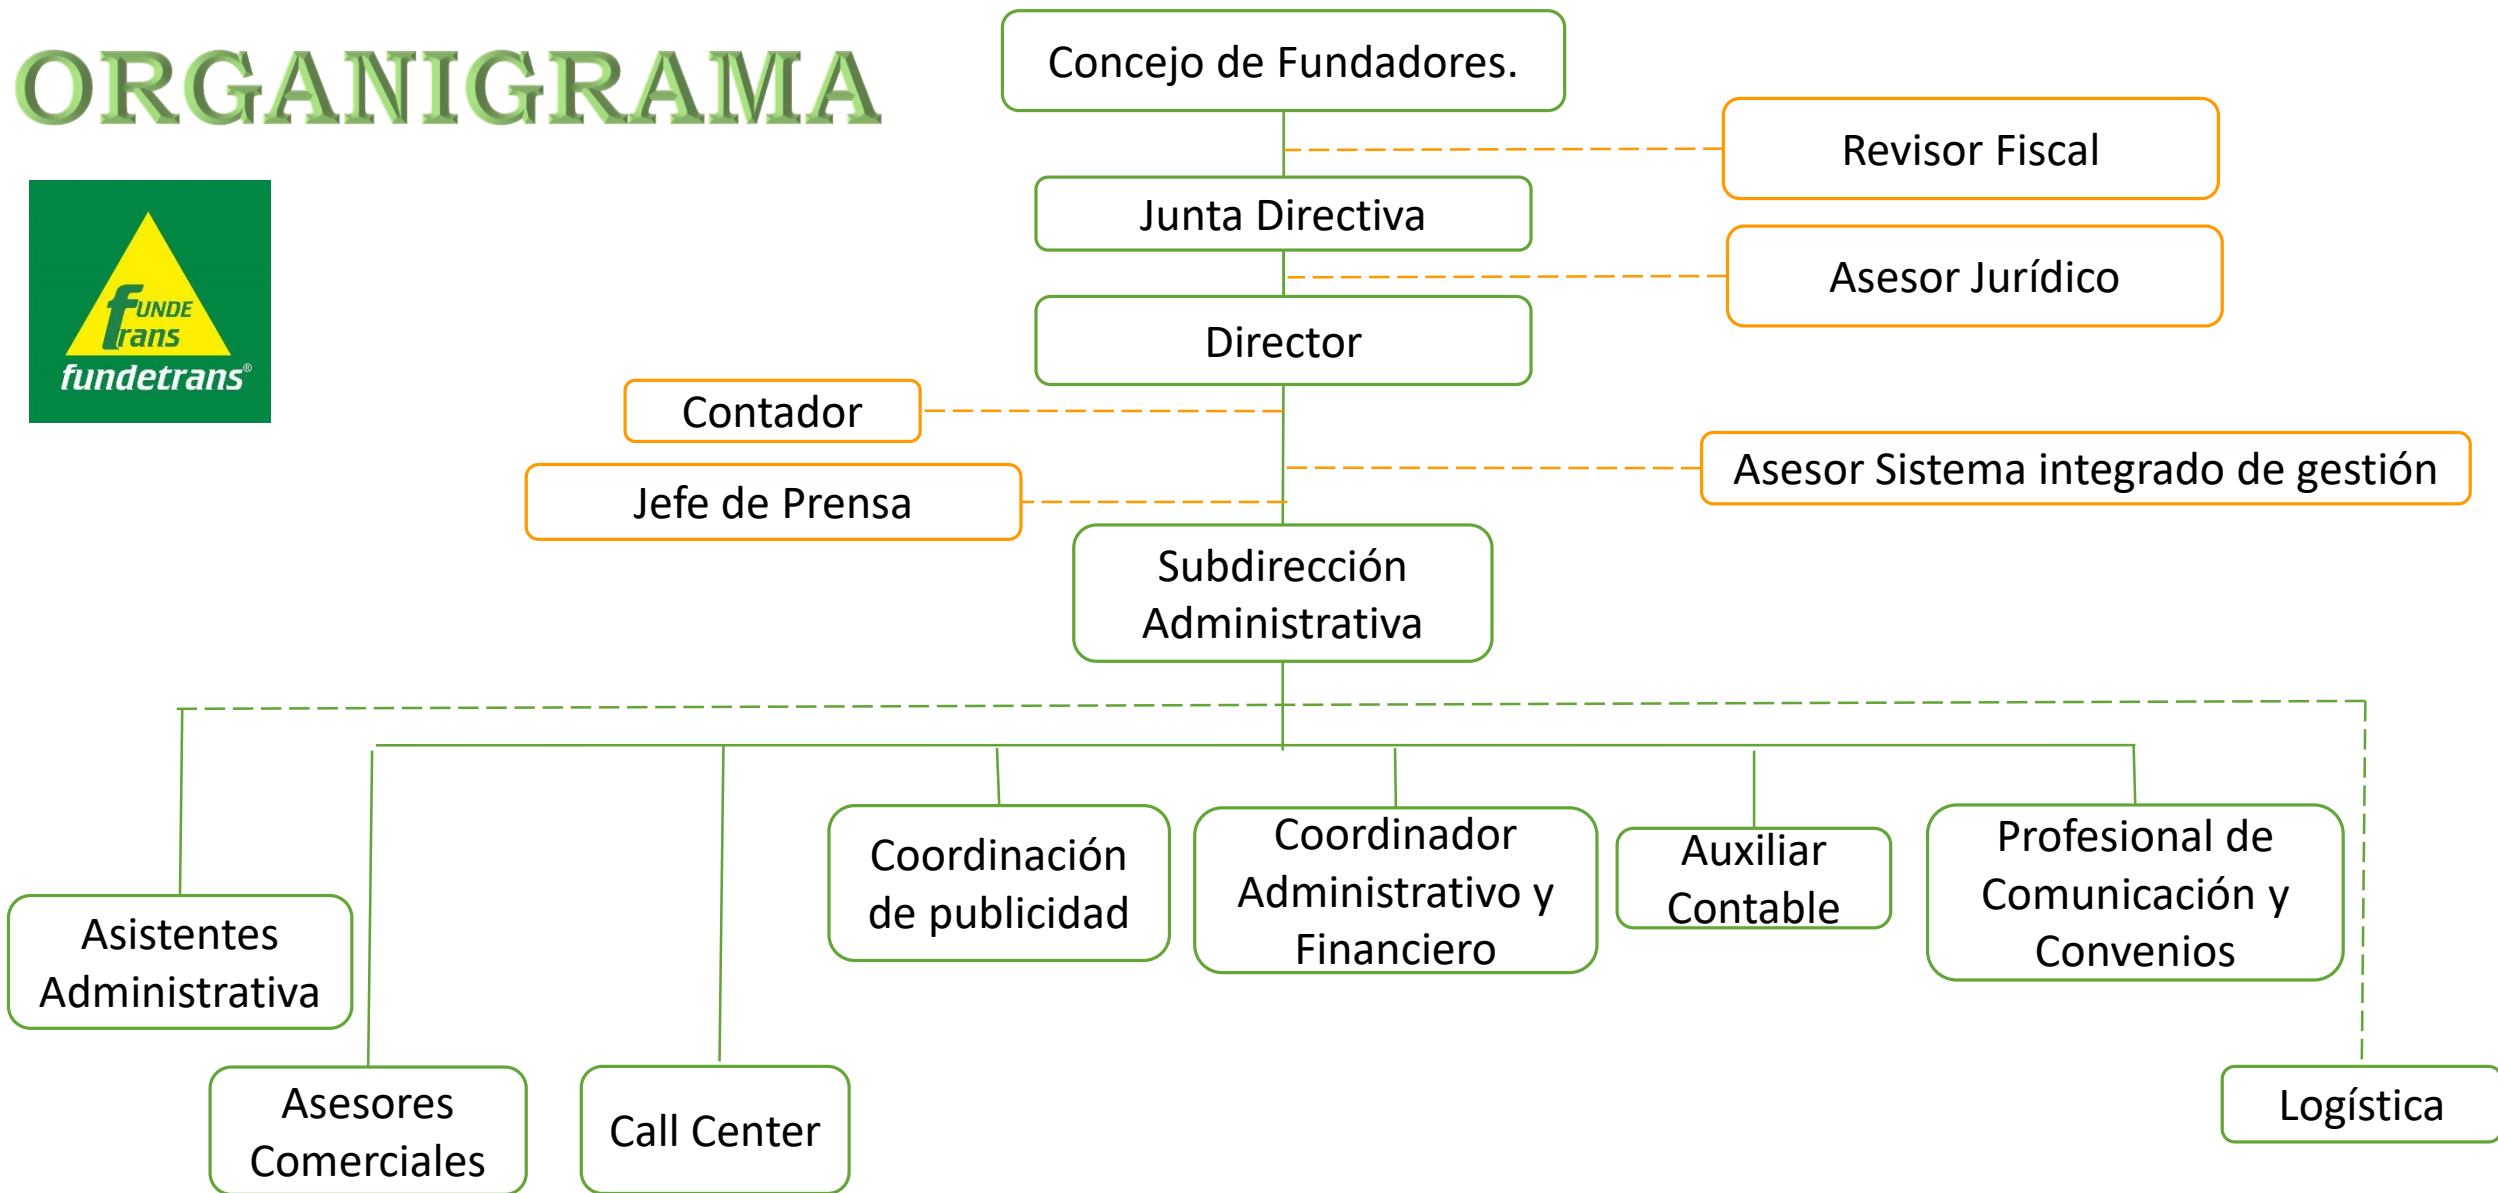 ORGANIGRAMA
Concejo de Fundadores.
Revisor Fiscal
Junta Directiva
Asesor Jurídico
Director
fUNDE
Trans
fundetrans®
Contador
Asesor Sistema integrado de gestión
Jefe de Prensa
Subdirección
Administrativa
Coordinación
de publicidad
Coordinador
Administrativo y
Financiero
Auxiliar
Contable
Profesional de
Comunicación y
Convenios
Asistentes
Administrativa
Asesores
Comerciales
Call Center
Logística